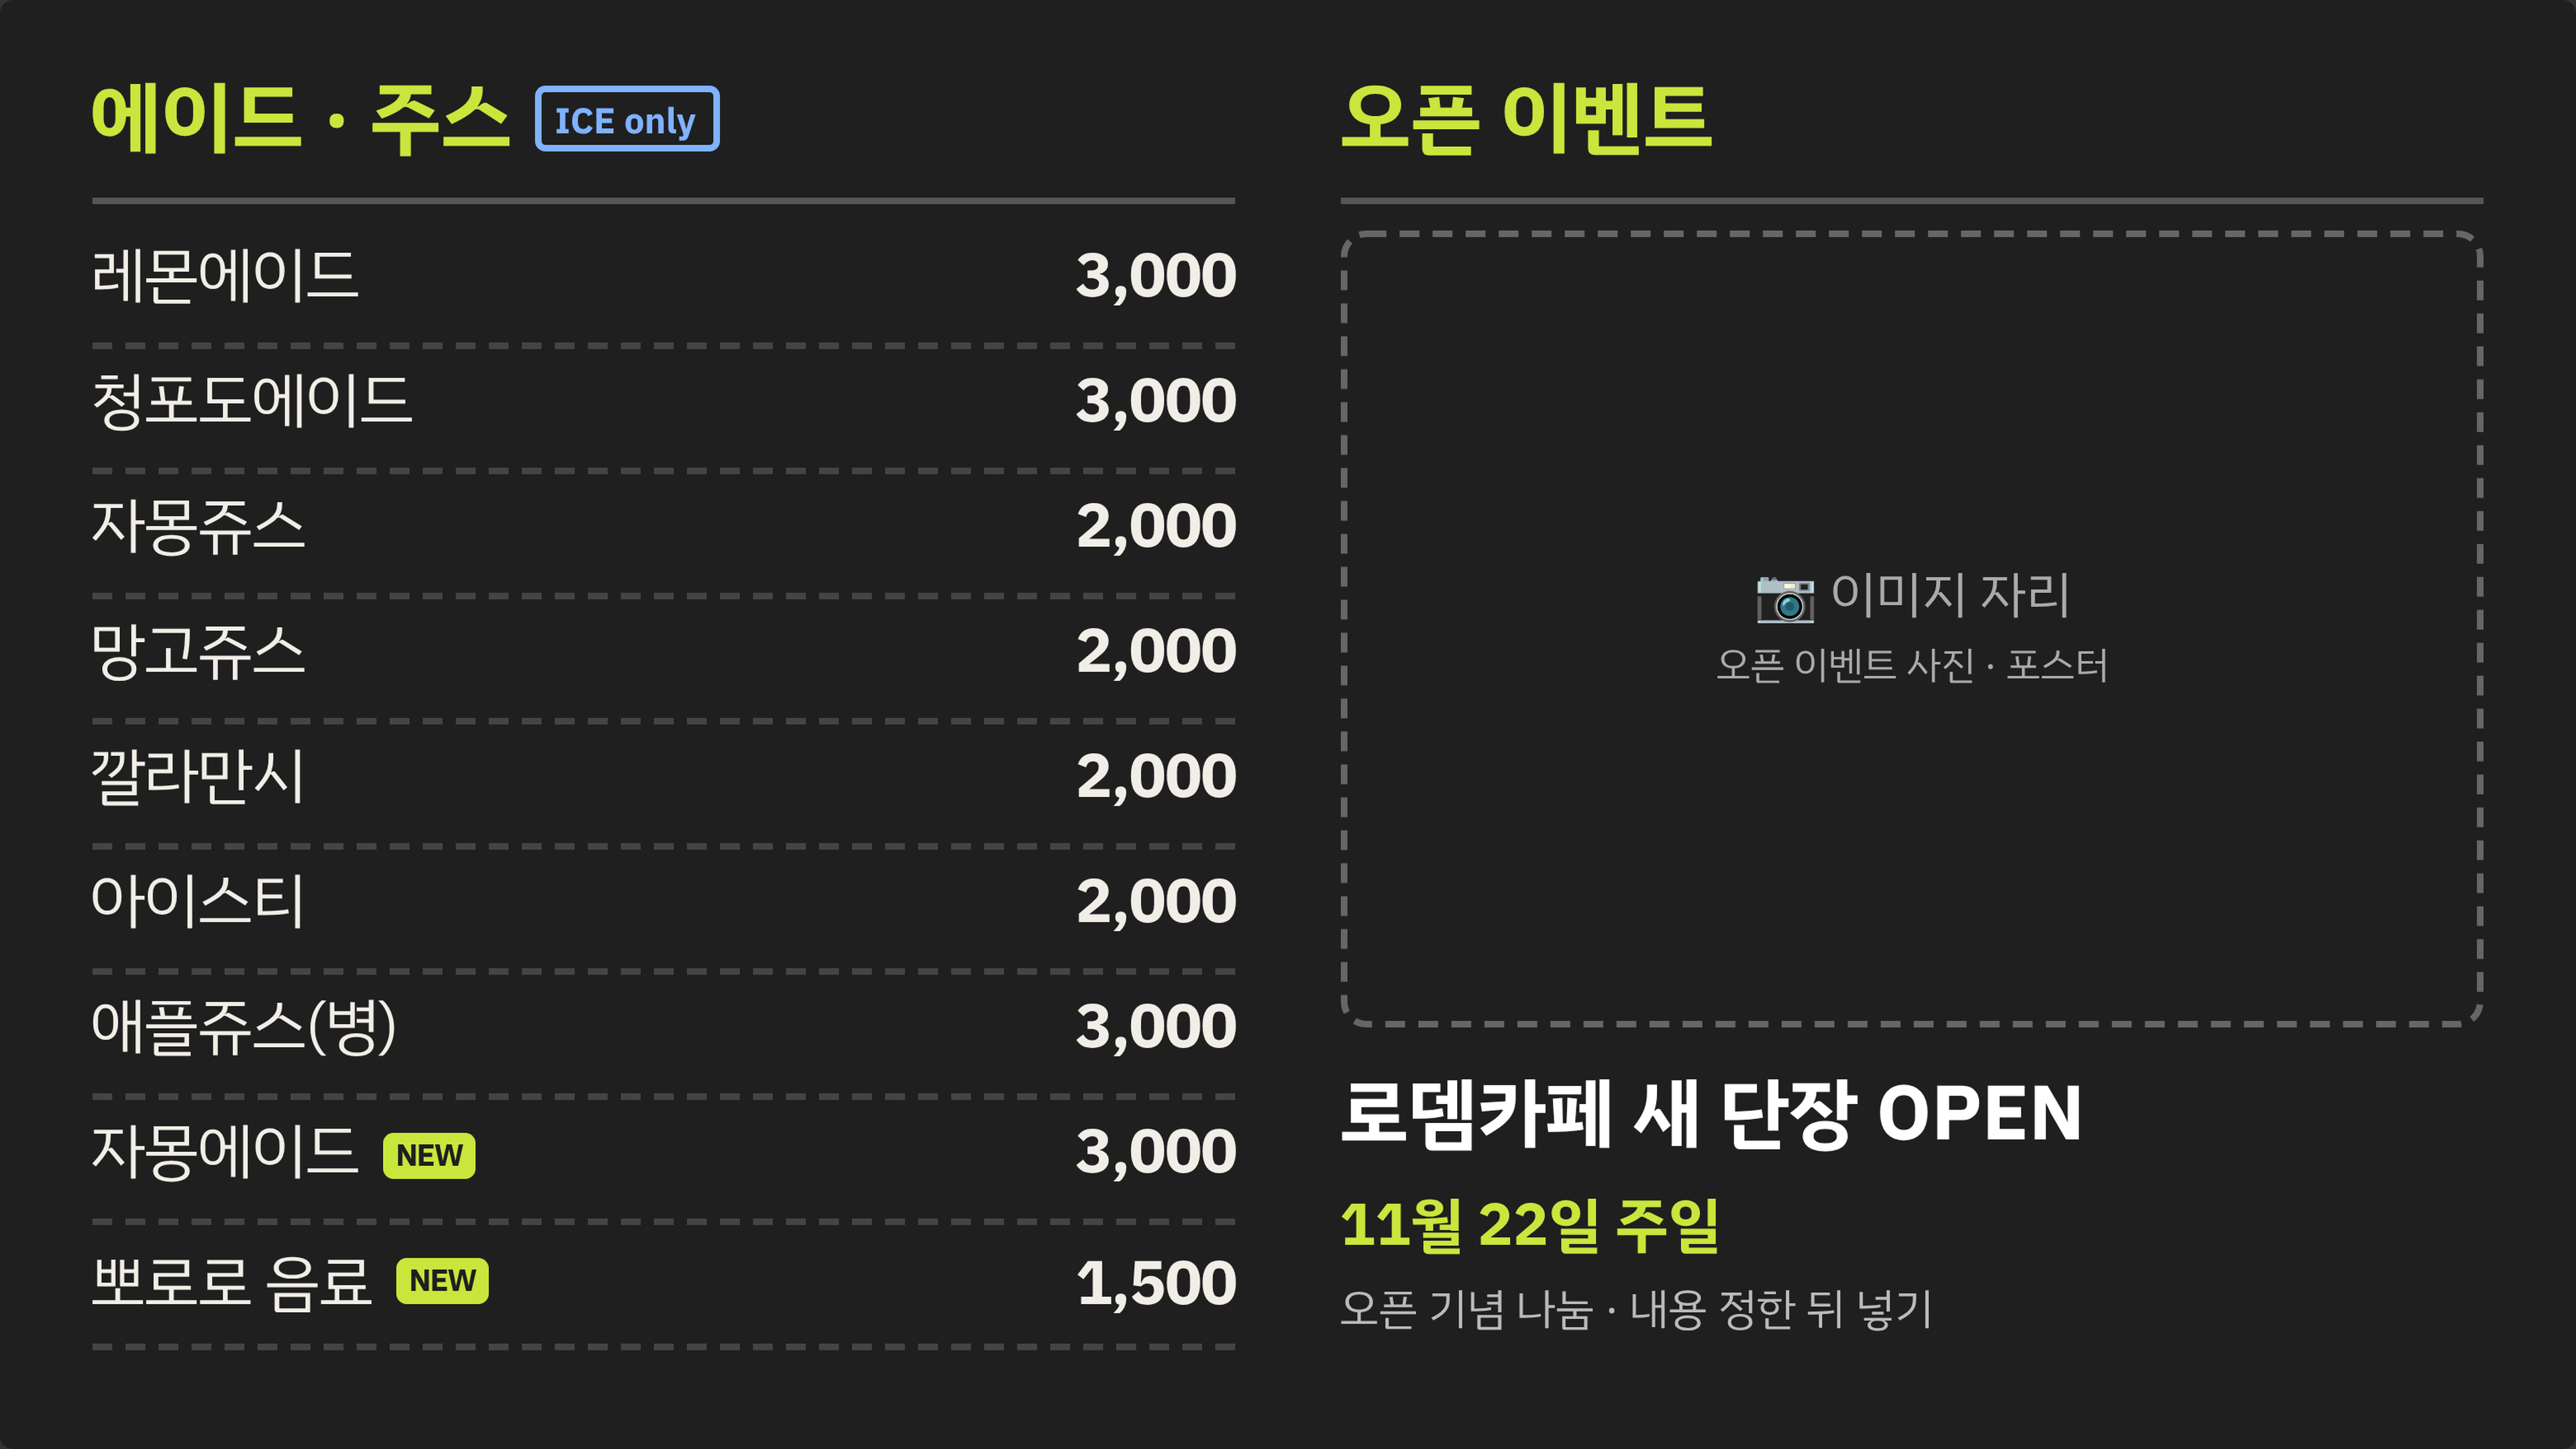 에이드 · 주스 ICE only
레몬에이드 3,000
청포도에이드 3,000
자몽쥬스 2,000
망고쥬스 2,000
깔라만시 2,000
아이스티 2,000
애플쥬스(병) 3,000
자몽에이드 NEW 3,000
뽀로로 음료 NEW 1,500
오픈 이벤트
이미지 자리
오픈 이벤트 사진 · 포스터
로뎀카페 새 단장 OPEN
11월 22일 주일
오픈 기념 나눔 · 내용 정한 뒤 넣기